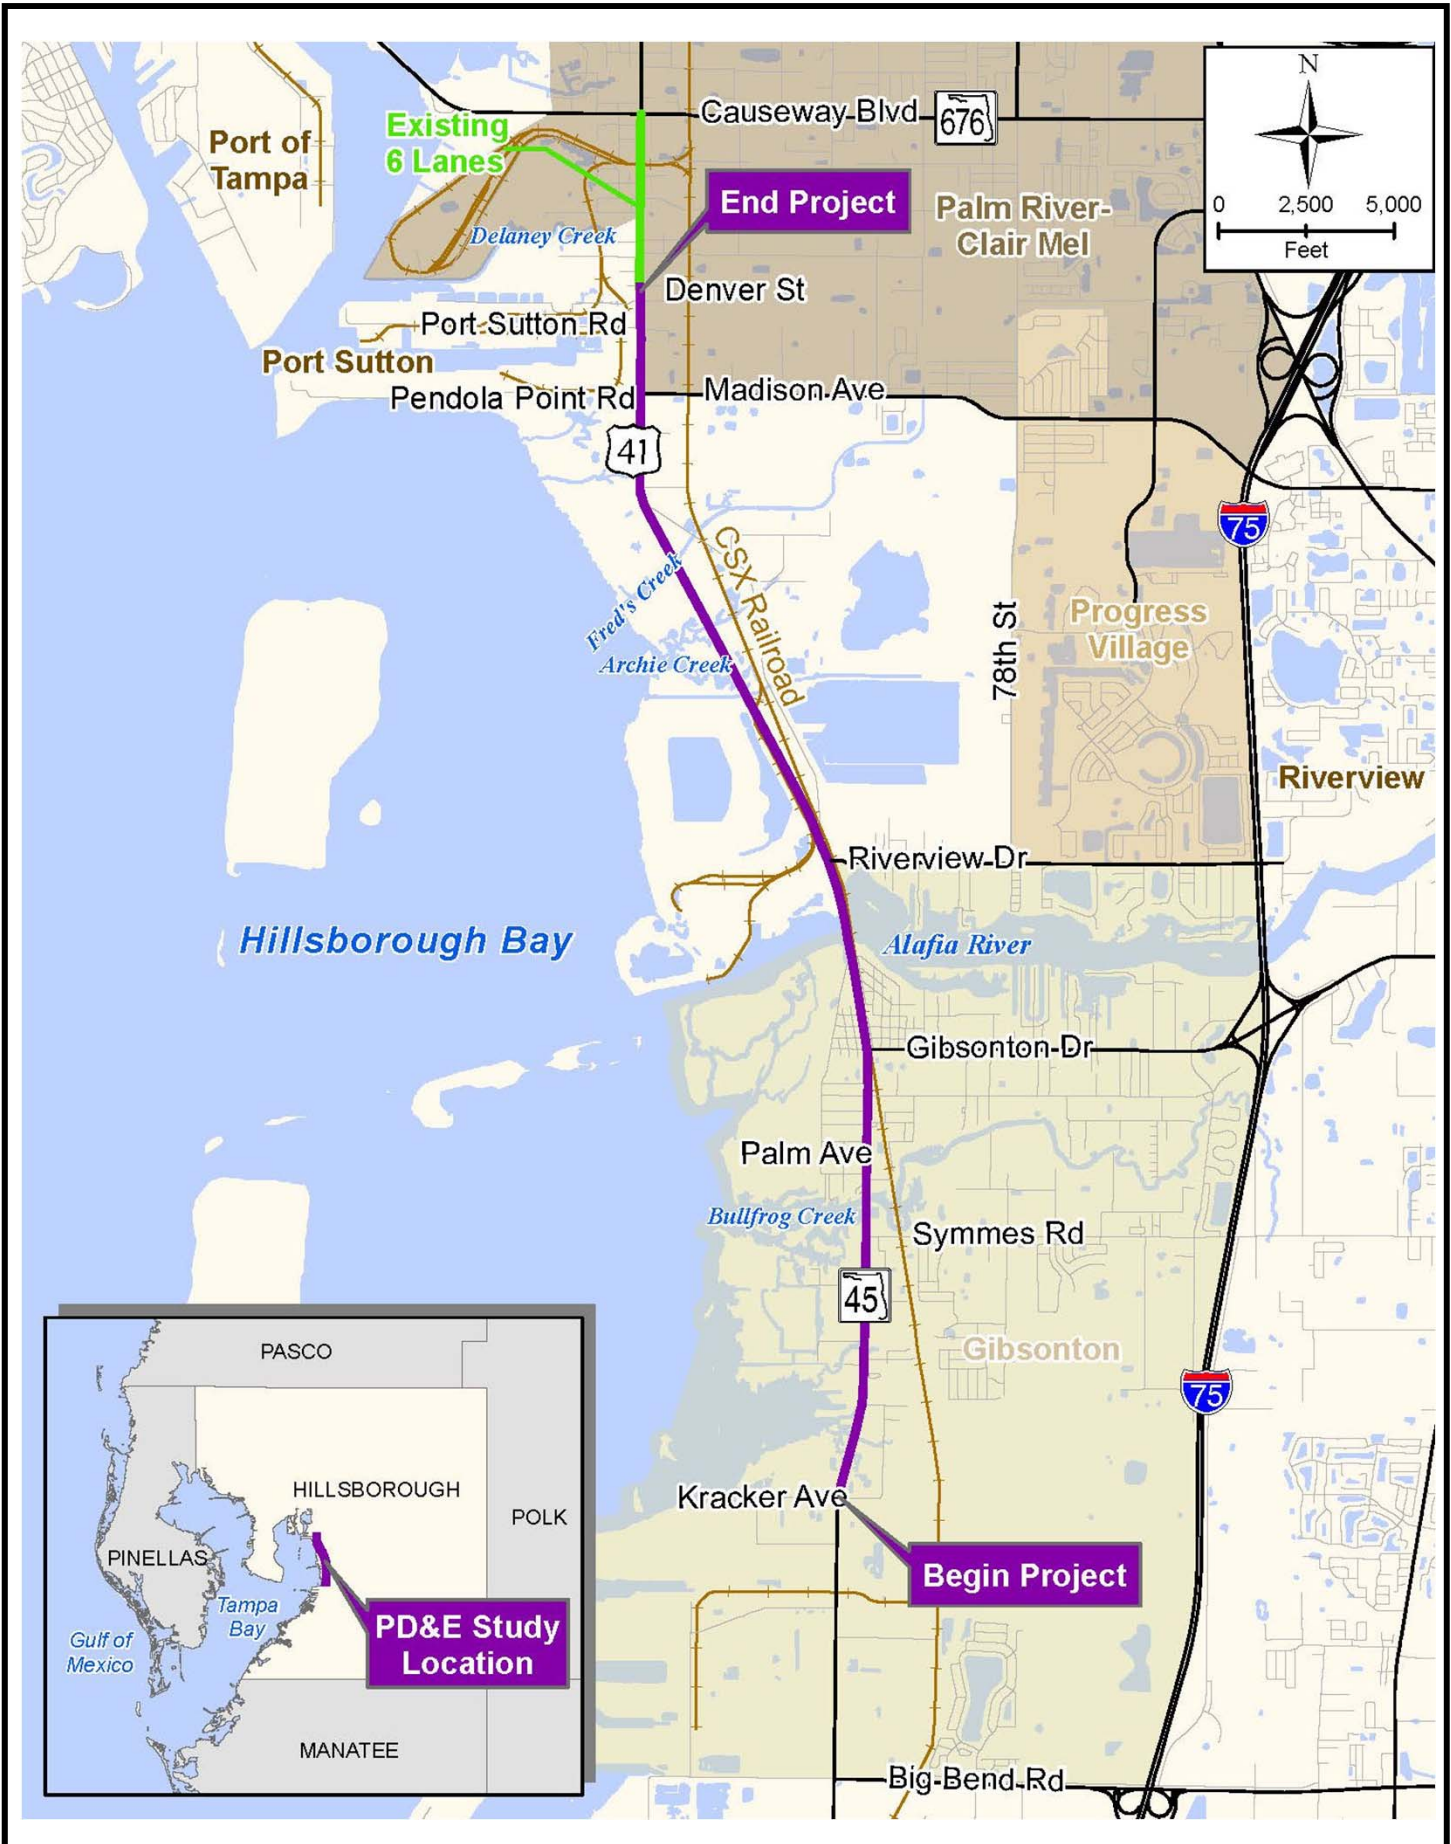 N
0 2,500 5,000
Feet
Causeway Blvd
676
Existing
6 Lanes
Port of
Tampa
End Project
Palm River-
Clair Mel
Delaney Creek
Denver St
Port Sutton Rd
Port Sutton
Pendola Point Rd
Madison Ave
41
75
CSX Railroad
Fred's Creek
Archie Creek
78th St
Progress
Village
Riverview
Riverview Dr
Hillsborough Bay
Alafia River
Gibsonton Dr
Palm Ave
Bullfrog Creek
Symmes Rd
45
Gibsonton
75
Kracker Ave
Begin Project
Big Bend Rd
PASCO
HILLSBOROUGH
POLK
PINELLAS
Tampa
Bay
Gulf of
Mexico
PD&E Study
Location
MANATEE